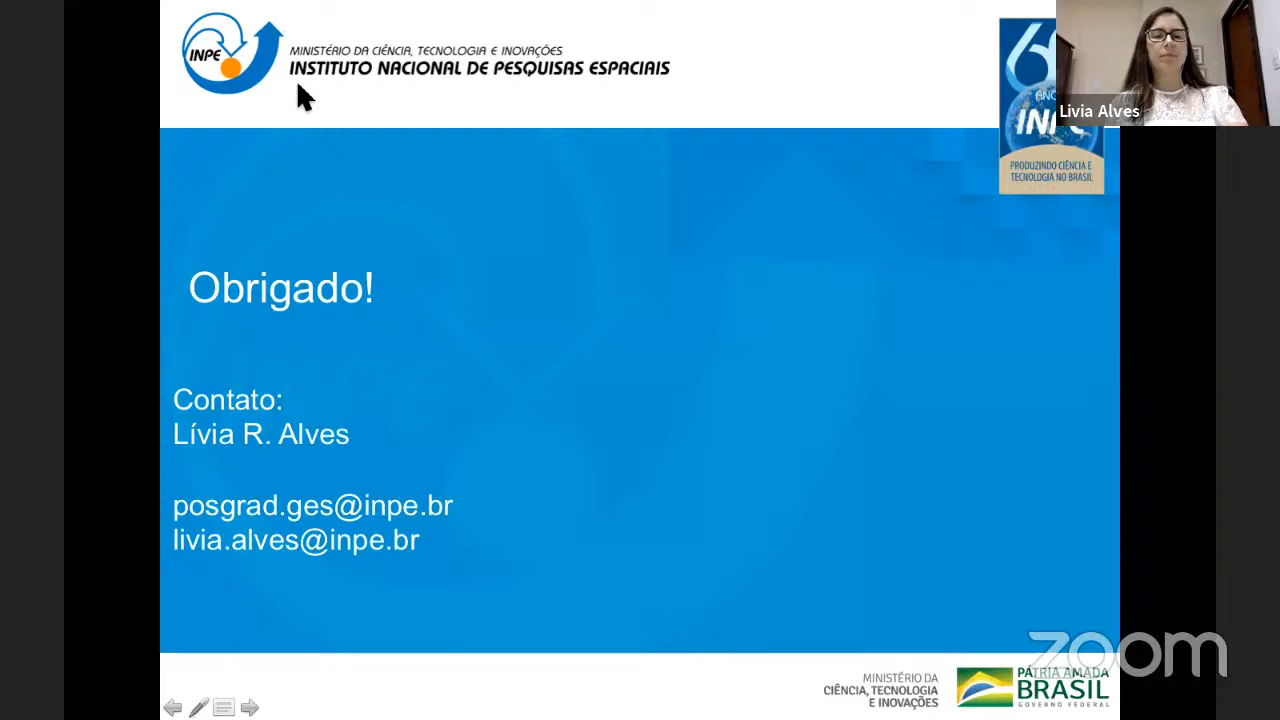 INPE
MINISTÉRIO DA CIÊNCIA, TECNOLOGIA E INOVAÇÕES
INSTITUTO NACIONAL DE PESQUISAS ESPACIAIS
PRODUZINDO CIÊNCIA E
TECNOLOGIA NO BRASIL
Livia Alves
Obrigado!
Contato:
Lívia R. Alves
posgrad.ges@inpe.br
livia.alves@inpe.br
MINISTÉRIO DA
CIÊNCIA, TECNOLOGIA
E INOVAÇÕES
PÁTRIA AMADA
BRASIL
GOVERNO FEDERAL
zoom